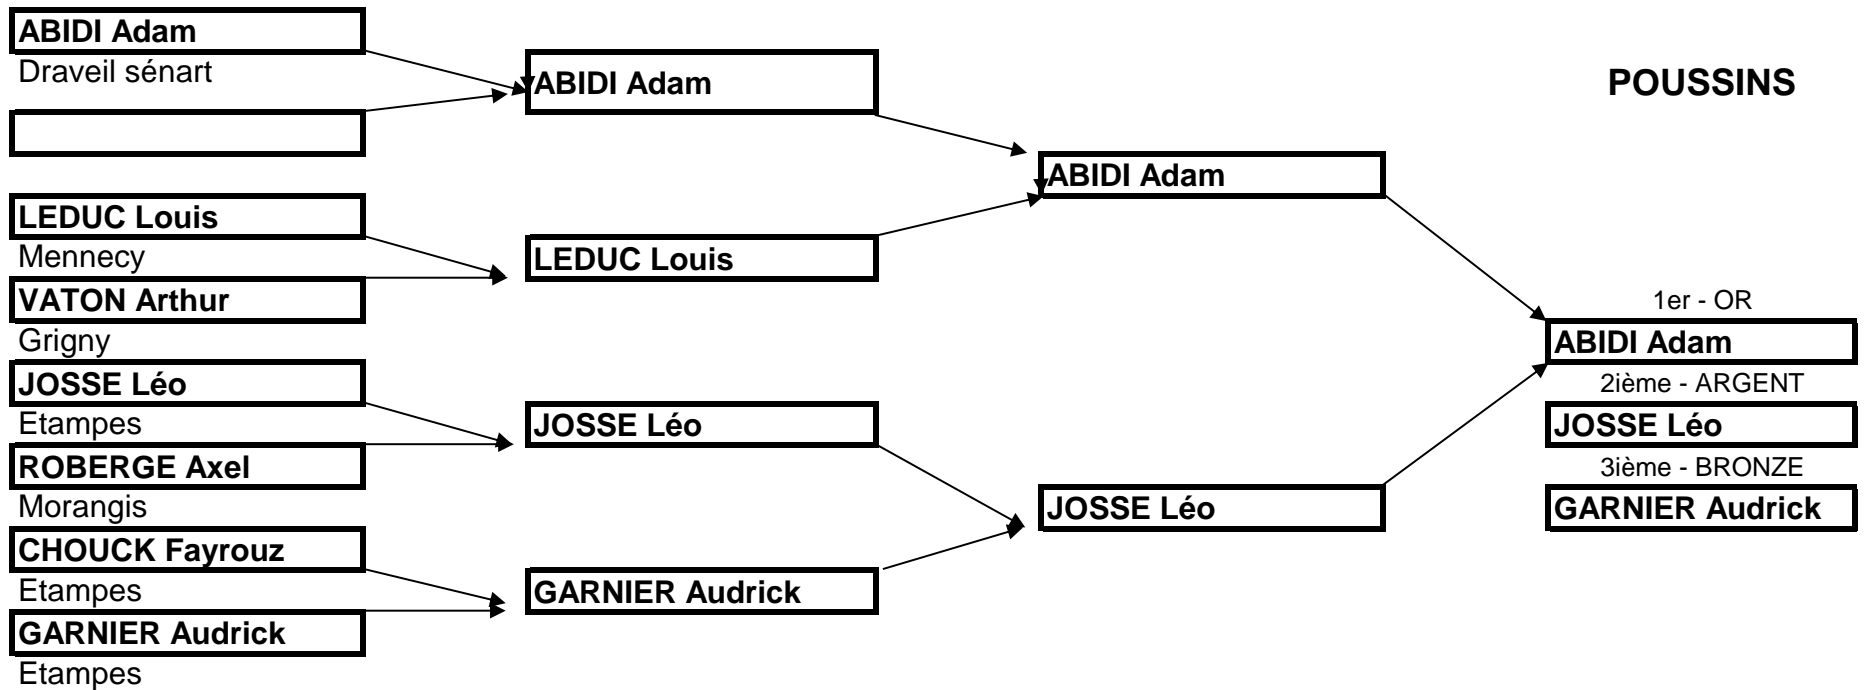 ABIDI Adam
Draveil sénart
LEDUC Louis
Mennecy
VATON Arthur
Grigny
JOSSE Léo
Etampes
ROBERGE Axel
Morangis
CHOUCK Fayrouz
Etampes
GARNIER Audrick
Etampes
ABIDI Adam
LEDUC Louis
JOSSE Léo
GARNIER Audrick
ABIDI Adam
JOSSE Léo
POUSSINS
1er - OR
ABIDI Adam
2ième - ARGENT
JOSSE Léo
3ième - BRONZE
GARNIER Audrick